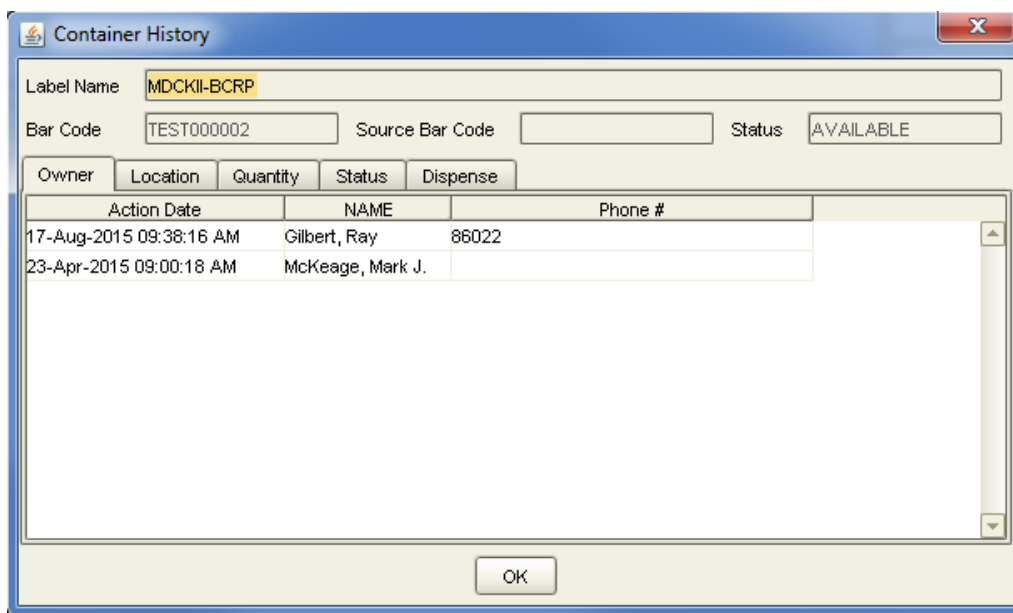 Container History
Label Name MDCKII-BCRP
Bar Code TEST000002 Source Bar Code Status AVAILABLE
Owner Location Quantity Status Dispense
Action Date NAME Phone #
17-Aug-2015 09:38:16 AM Gilbert, Ray 86022
23-Apr-2015 09:00:18 AM McKeage, Mark J.
OK